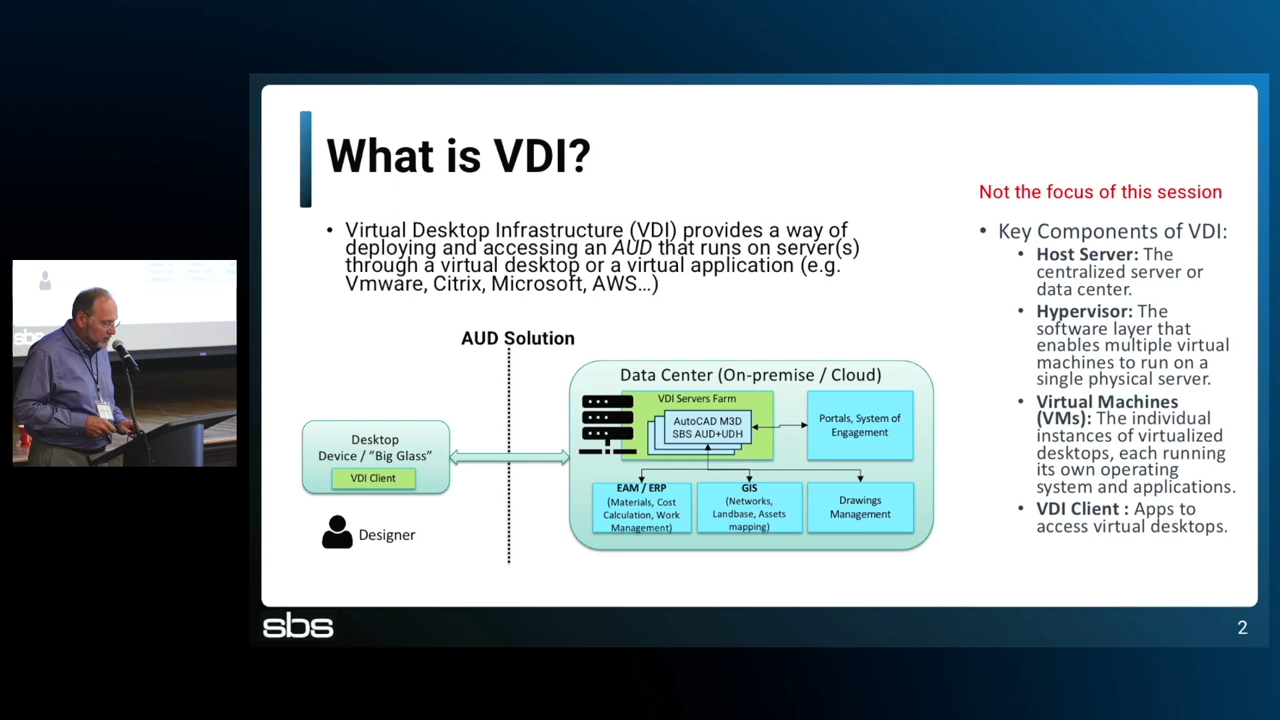 What is VDI?
Not the focus of this session
• Virtual Desktop Infrastructure (VDI) provides a way of
deploying and accessing an AUD that runs on server(s)
through a virtual desktop or a virtual application (e.g.
Vmware, Citrix, Microsoft, AWS…)
AUD Solution
Desktop
Device / "Big Glass"
VDI Client
Designer
Data Center (On-premise / Cloud)
VDI Servers Farm
AutoCAD M3D
SBS AUD+UDH
Portals, System of
Engagement
EAM / ERP
(Materials, Cost
Calculation, Work
Management)
GIS
(Networks,
Landbase, Assets
mapping)
Drawings
Management
• Key Components of VDI:
• Host Server: The
centralized server or
data center.
• Hypervisor: The
software layer that
enables multiple virtual
machines to run on a
single physical server.
• Virtual Machines
(VMs): The individual
instances of virtualized
desktops, each running
its own operating
system and applications.
• VDI Client : Apps to
access virtual desktops.
sbs
2
sbs